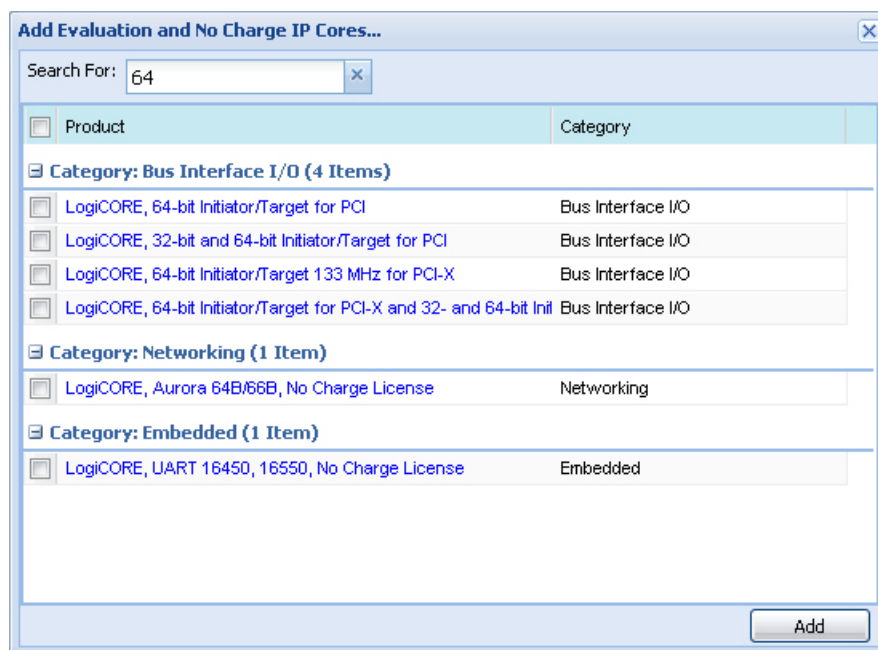 Add Evaluation and No Charge IP Cores...
Search For: 64
Product Category
Category: Bus Interface I/O (4 Items)
LogiCORE, 64-bit Initiator/Target for PCI Bus Interface I/O
LogiCORE, 32-bit and 64-bit Initiator/Target for PCI Bus Interface I/O
LogiCORE, 64-bit Initiator/Target 133 MHz for PCI-X Bus Interface I/O
LogiCORE, 64-bit Initiator/Target for PCI-X and 32- and 64-bit Init Bus Interface I/O
Category: Networking (1 Item)
LogiCORE, Aurora 64B/66B, No Charge License Networking
Category: Embedded (1 Item)
LogiCORE, UART 16450, 16550, No Charge License Embedded
Add